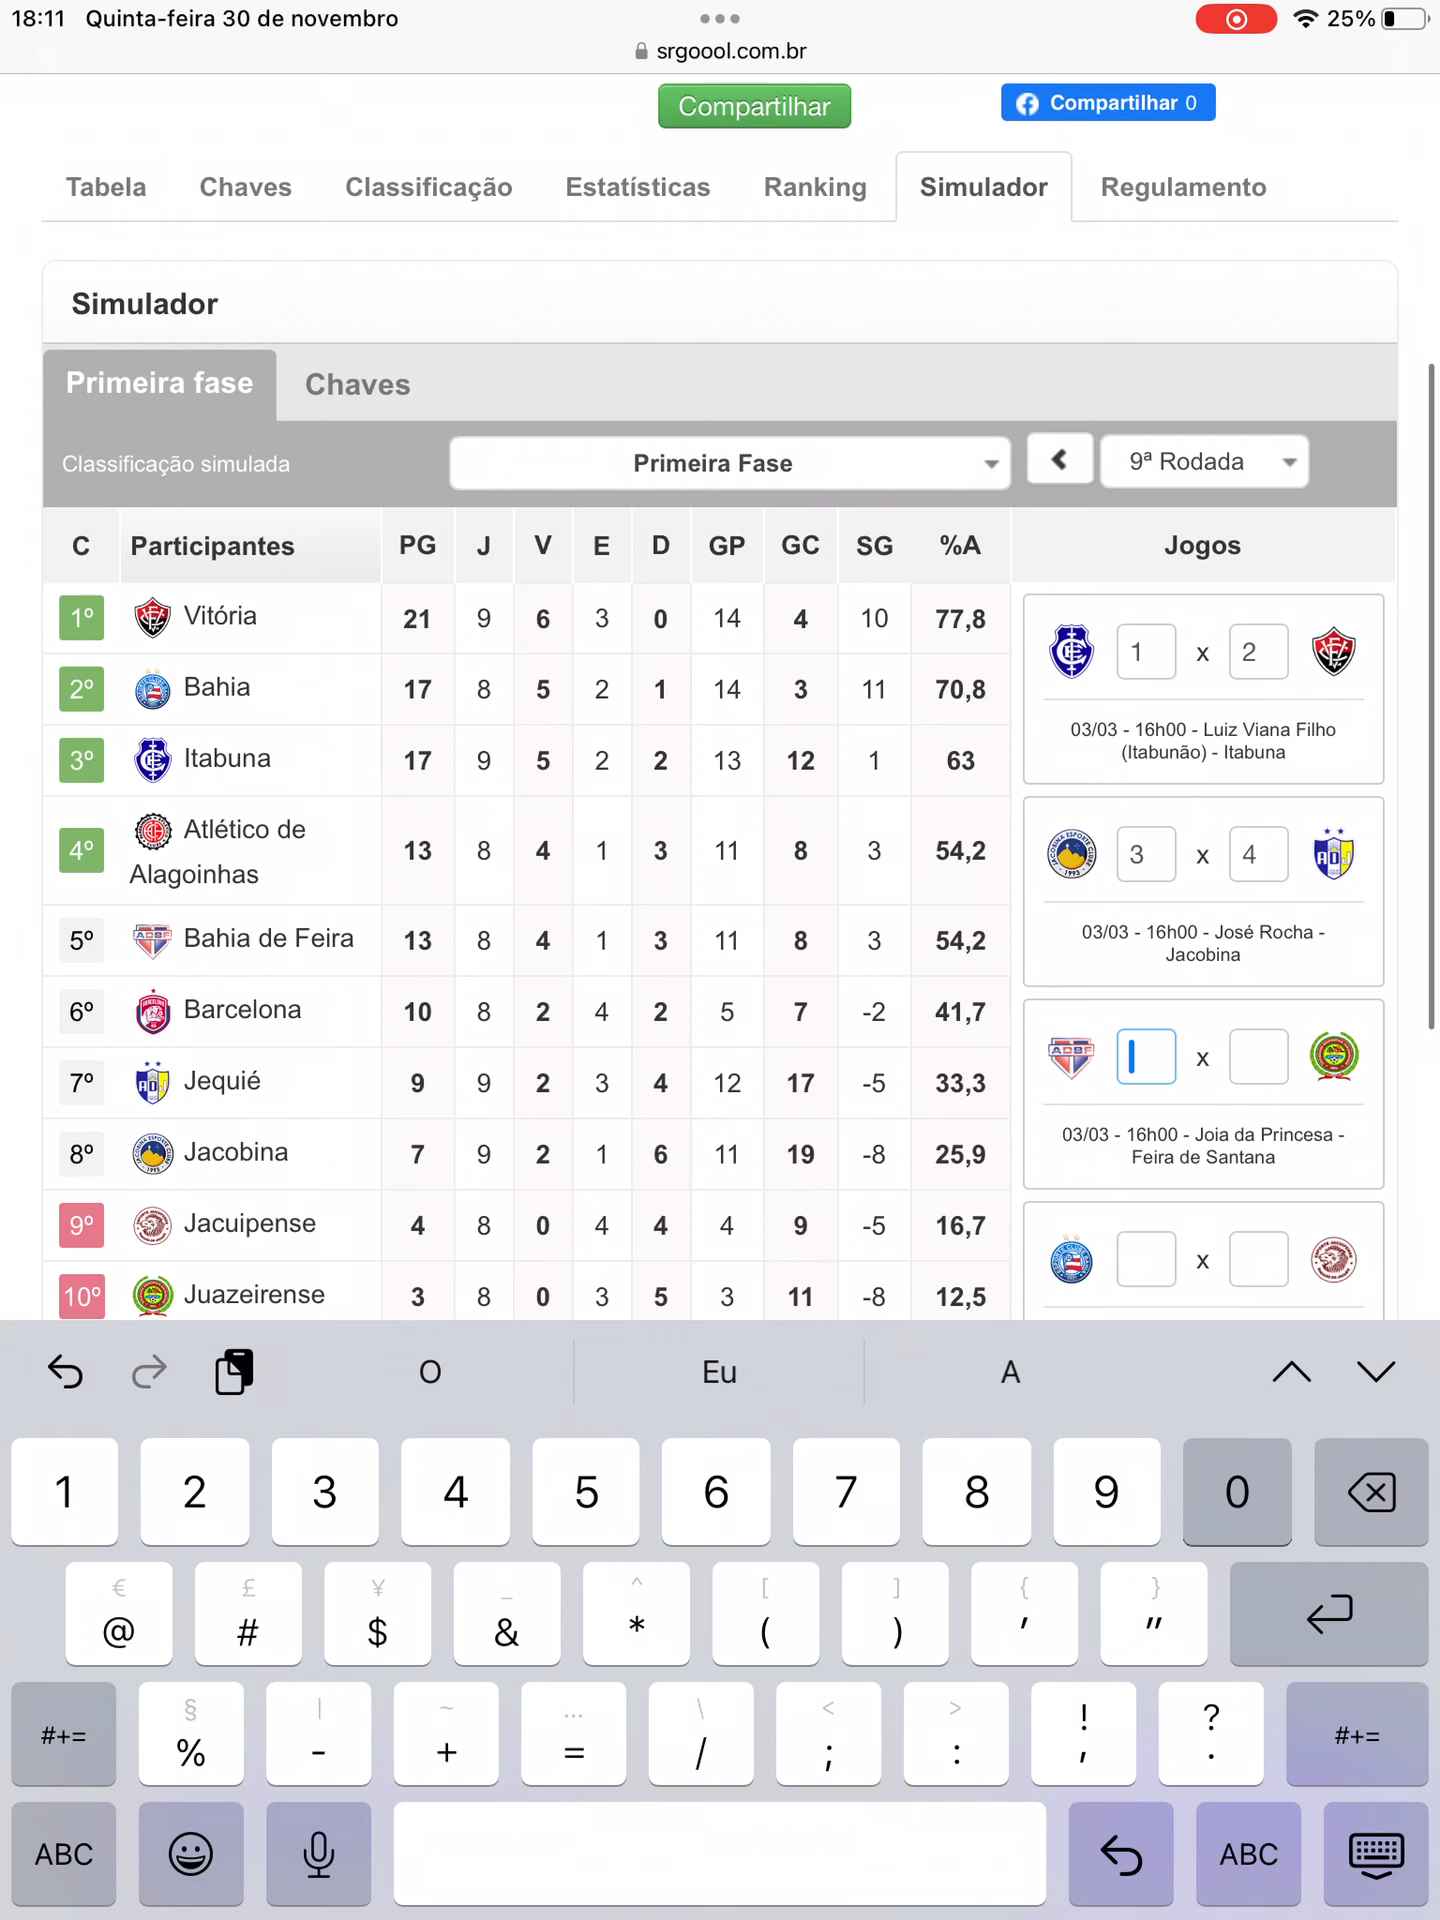 18:11 Quinta-feira 30 de novembro 25%
srgoool.com.br
Compartilhar Compartilhar 0
Tabela Chaves Classificação Estatísticas Ranking Simulador Regulamento
Simulador
Primeira fase Chaves
Classificação simulada Primeira Fase 9ª Rodada
C Participantes PG J V E D GP GC SG %A Jogos
1º Vitória 21 9 6 3 0 14 4 10 77,8
2º Bahia 17 8 5 2 1 14 3 11 70,8
3º Itabuna 17 9 5 2 2 13 12 1 63
4º Atlético de Alagoinhas 13 8 4 1 3 11 8 3 54,2
5º Bahia de Feira 13 8 4 1 3 11 8 3 54,2
6º Barcelona 10 8 2 4 2 5 7 -2 41,7
7º Jequié 9 9 2 3 4 12 17 -5 33,3
8º Jacobina 7 9 2 1 6 11 19 -8 25,9
9º Jacuipense 4 8 0 4 4 4 9 -5 16,7
10º Juazeirense 3 8 0 3 5 3 11 -8 12,5
1 x 2
03/03 - 16h00 - Luiz Viana Filho
(Itabunão) - Itabuna
3 x 4
03/03 - 16h00 - José Rocha -
Jacobina
x
03/03 - 16h00 - Joia da Princesa -
Feira de Santana
x
O Eu A
1 2 3 4 5 6 7 8 9 0
€ £ ¥ _ ^ [ ] { }
@ # $ & * ( ) ' "
§ | ~ … \ < > ! ?
#+= % - + = / ; : , . #+=
ABC ABC